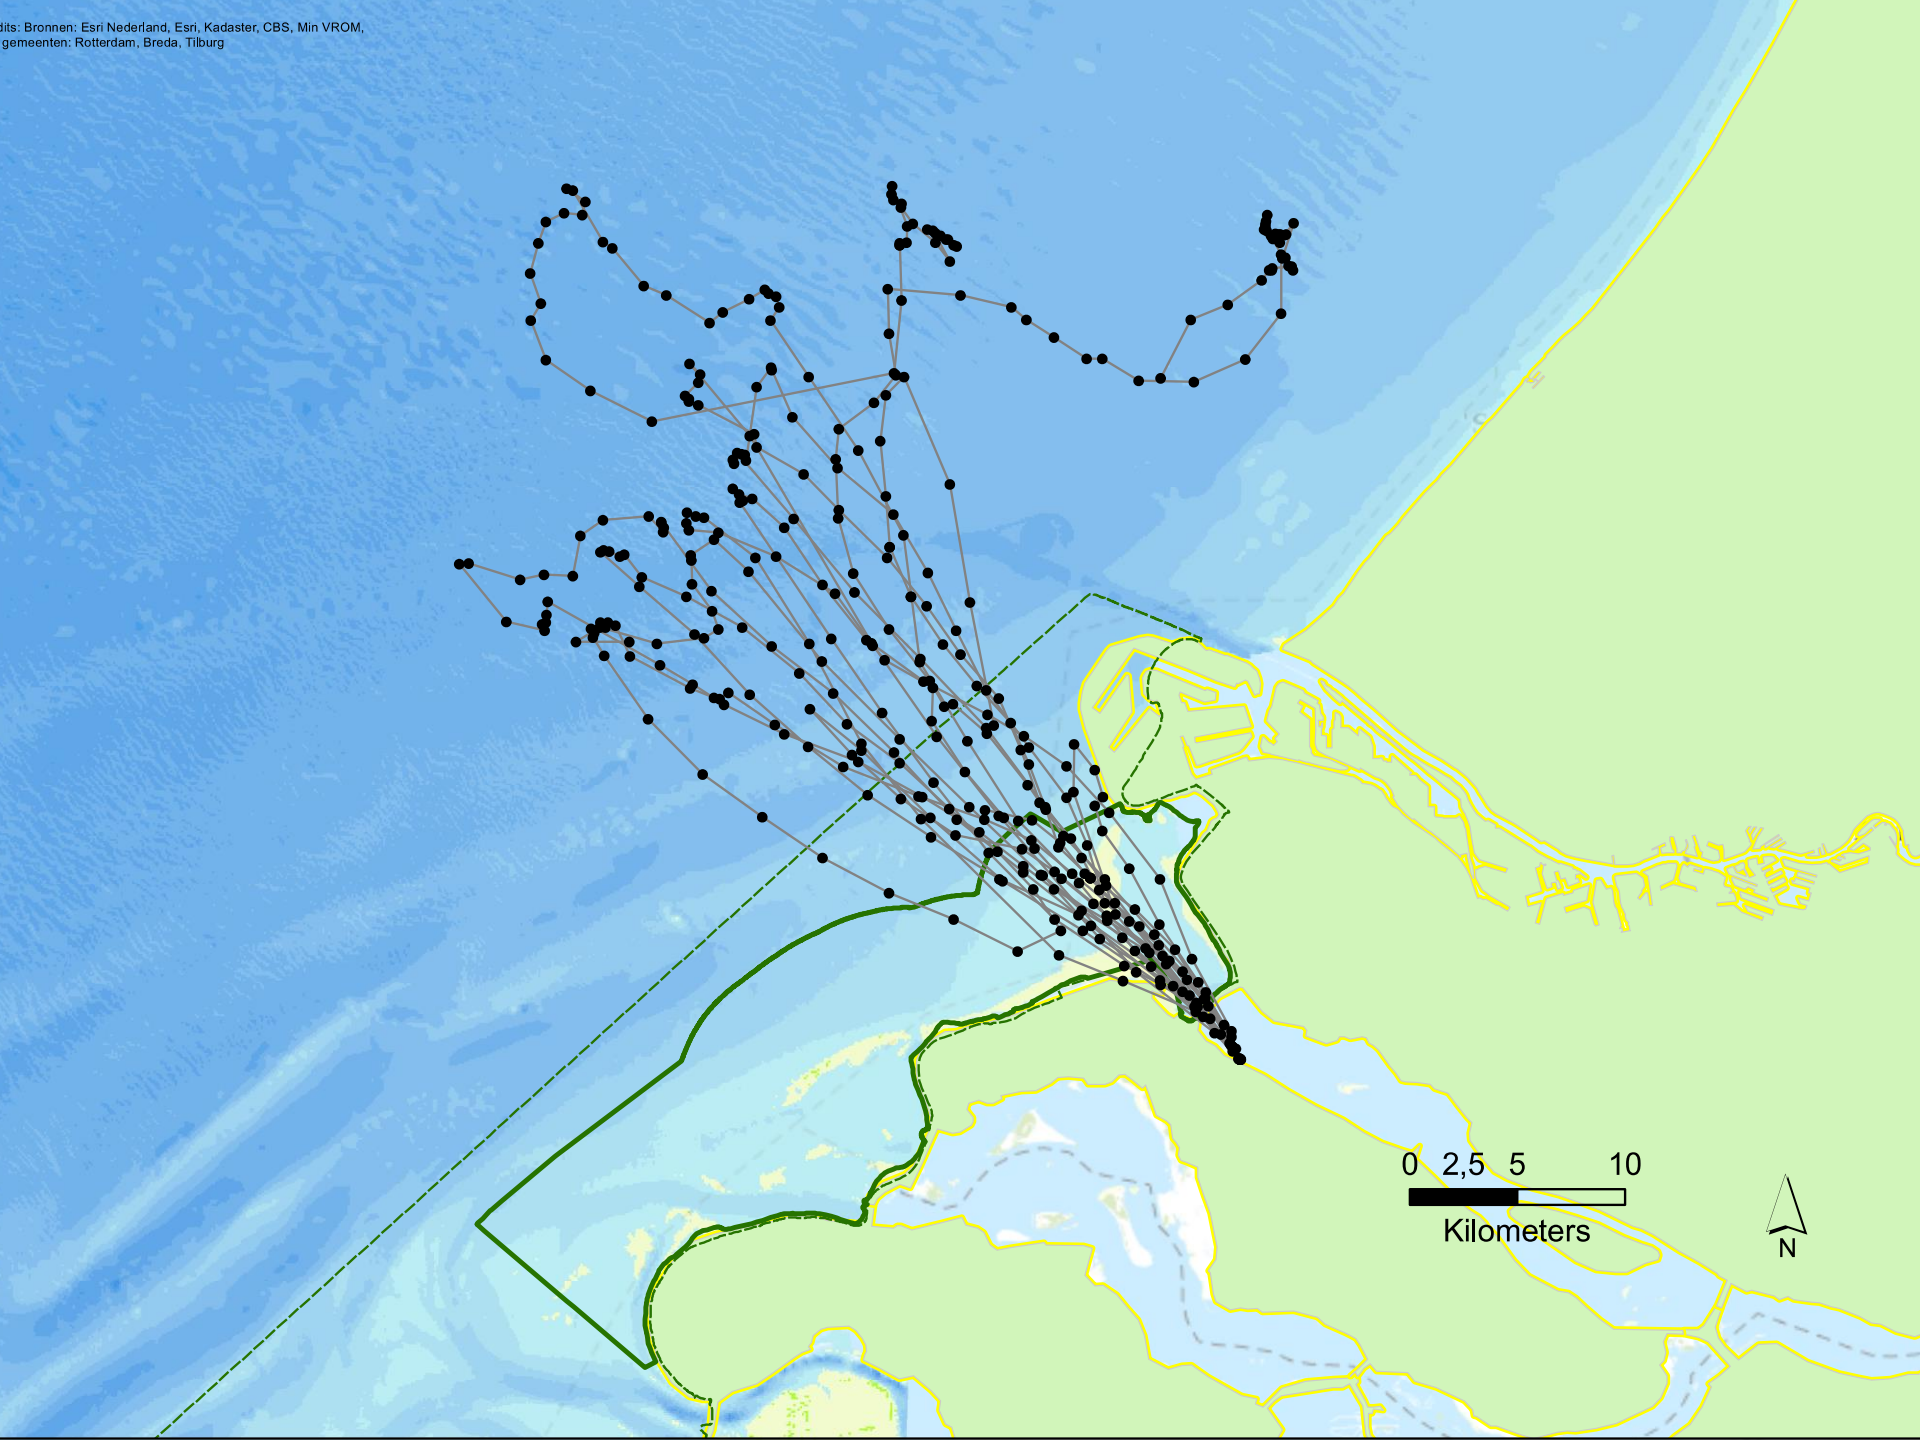 dits: Bronnen: Esri Nederland, Esri, Kadaster, CBS, Min VROM,
gemeenten: Rotterdam, Breda, Tilburg
0 2,5 5 10
Kilometers
N